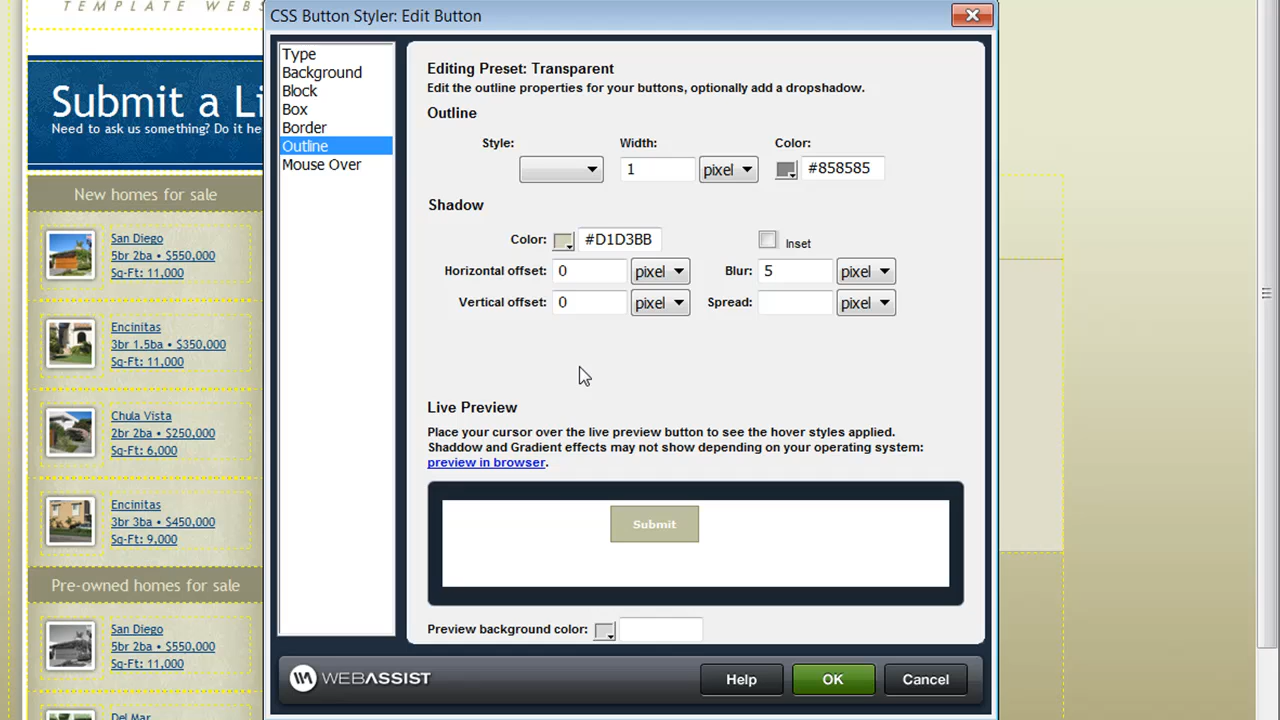 TEMPLATE WEBS
Submit a Li
Need to ask us something? Do it he
New homes for sale
San Diego
5br 2ba • $550,000
Sq-Ft: 11,000
Encinitas
3br 1.5ba • $350,000
Sq-Ft: 11,000
Chula Vista
2br 2ba • $250,000
Sq-Ft: 6,000
Encinitas
3br 3ba • $450,000
Sq-Ft: 9,000
Pre-owned homes for sale
San Diego
5br 2ba • $550,000
Sq-Ft: 11,000
Del Mar
CSS Button Styler: Edit Button
Type
Background
Block
Box
Border
Outline
Mouse Over
Editing Preset: Transparent
Edit the outline properties for your buttons, optionally add a dropshadow.
Outline
Style: Width: Color:
1 pixel #858585
Shadow
Color: #D1D3BB Inset
Horizontal offset: 0 pixel Blur: 5 pixel
Vertical offset: 0 pixel Spread: pixel
Live Preview
Place your cursor over the live preview button to see the hover styles applied.
Shaddow and Gradient effects may not show depending on your operating system:
preview in browser.
Submit
Preview background color:
WEBASSIST
Help OK Cancel